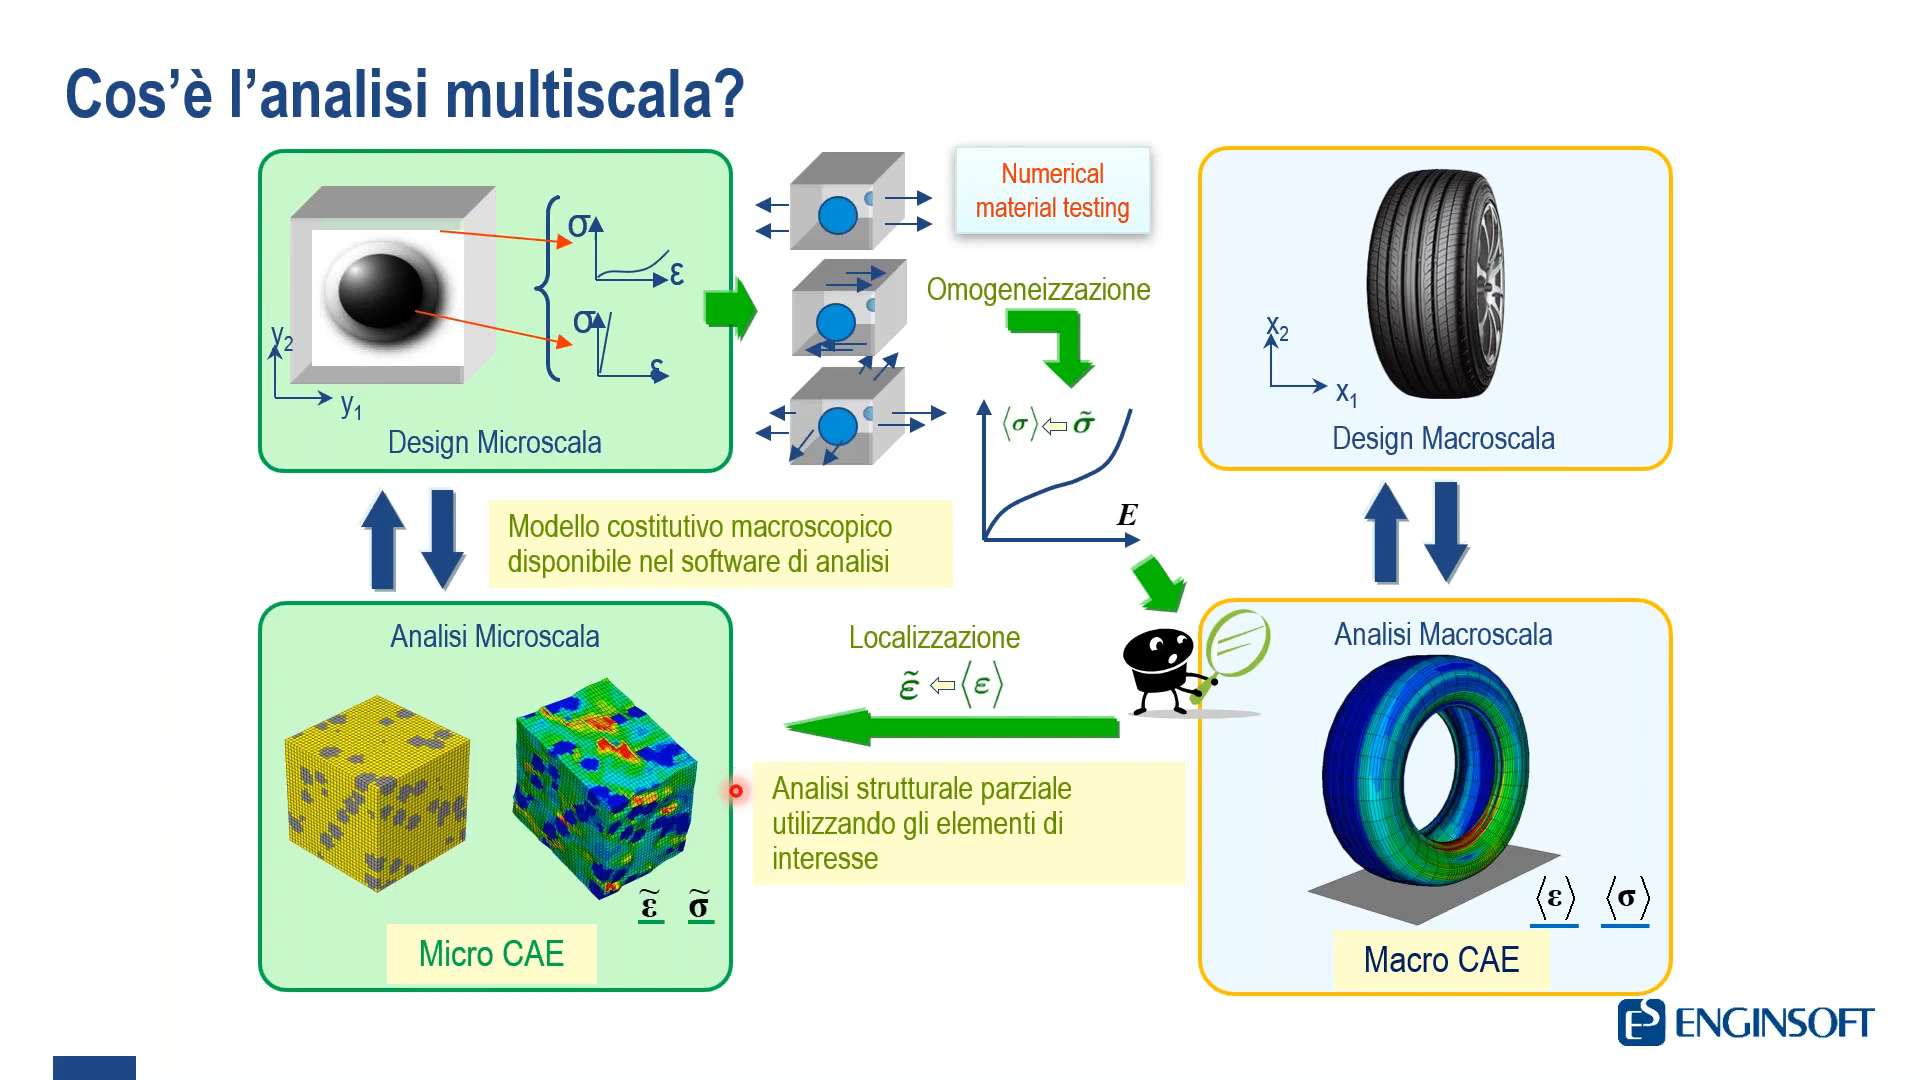 Cos’è l’analisi multiscala?
σ
ε
σ
ε
y2
y1
Design Microscala
Numerical
material testing
Omogeneizzazione
⟨σ⟩ ⇦ σ̃
E
x2
x1
Design Macroscala
Modello costitutivo macroscopico
disponibile nel software di analisi
Analisi Microscala
ε̃ σ̃
Micro CAE
Localizzazione
ε̃ ⇦ ⟨ε⟩
Analisi strutturale parziale
utilizzando gli elementi di
interesse
Analisi Macroscala
⟨ε⟩ ⟨σ⟩
Macro CAE
ES ENGINSOFT